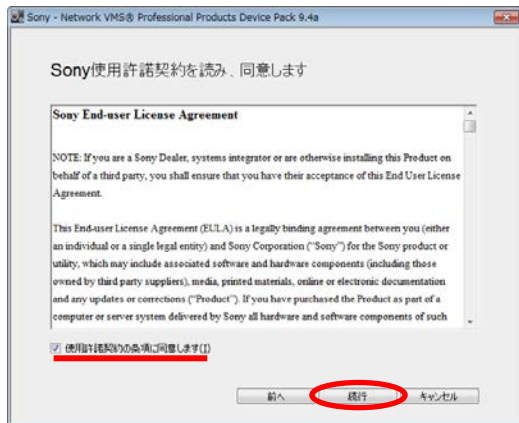 Sony - Network VMS® Professional Products Device Pack 9.4a
Sony使用許諾契約を読み、同意します
Sony End-user License Agreement
NOTE: If you are a Sony Dealer, systems integrator or are otherwise installing this Product on
behalf of a third party, you shall ensure that you have their acceptance of this End User License
Agreement.
This End-user License Agreement (EULA) is a legally binding agreement between you (either
an individual or a single legal entity) and Sony Corporation ("Sony") for the Sony product or
utility, which may include associated software and hardware components (including those
owned by third party suppliers), media, printed materials, online or electronic documentation
and any updates or corrections ("Product"). If you have purchased the Product as part of a
computer or server system delivered by Sony all hardware and software components of such
使用許諾契約の条項に同意します(I)
前へ
続行
キャンセル